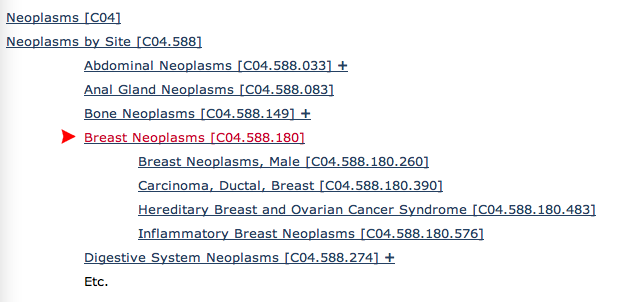 Neoplasms [C04]
Neoplasms by Site [C04.588]
Abdominal Neoplasms [C04.588.033] +
Anal Gland Neoplasms [C04.588.083]
Bone Neoplasms [C04.588.149] +
Breast Neoplasms [C04.588.180]
Breast Neoplasms, Male [C04.588.180.260]
Carcinoma, Ductal, Breast [C04.588.180.390]
Hereditary Breast and Ovarian Cancer Syndrome [C04.588.180.483]
Inflammatory Breast Neoplasms [C04.588.180.576]
Digestive System Neoplasms [C04.588.274] +
Etc.